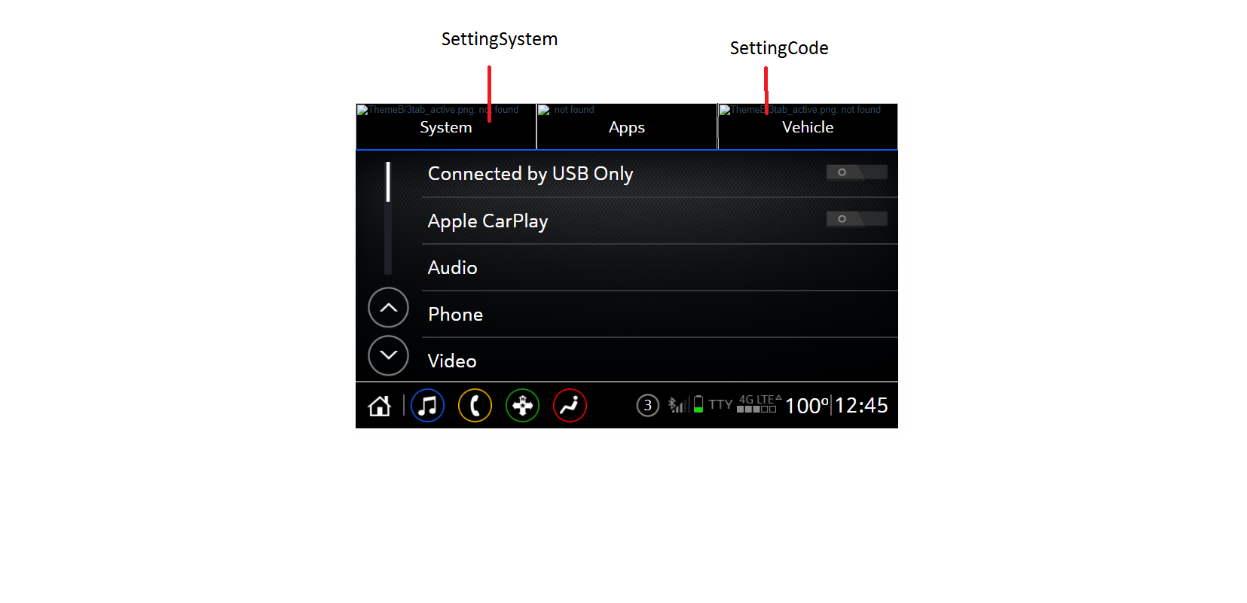 SettingSystem
SettingCode
ThemeB/3tab_active.png: not found
: not found
ThemeB/3tab_active.png: not found
System
Apps
Vehicle
Connected by USB Only
Apple CarPlay
Audio
Phone
Video
3
TTY
4G LTE
100º
12:45